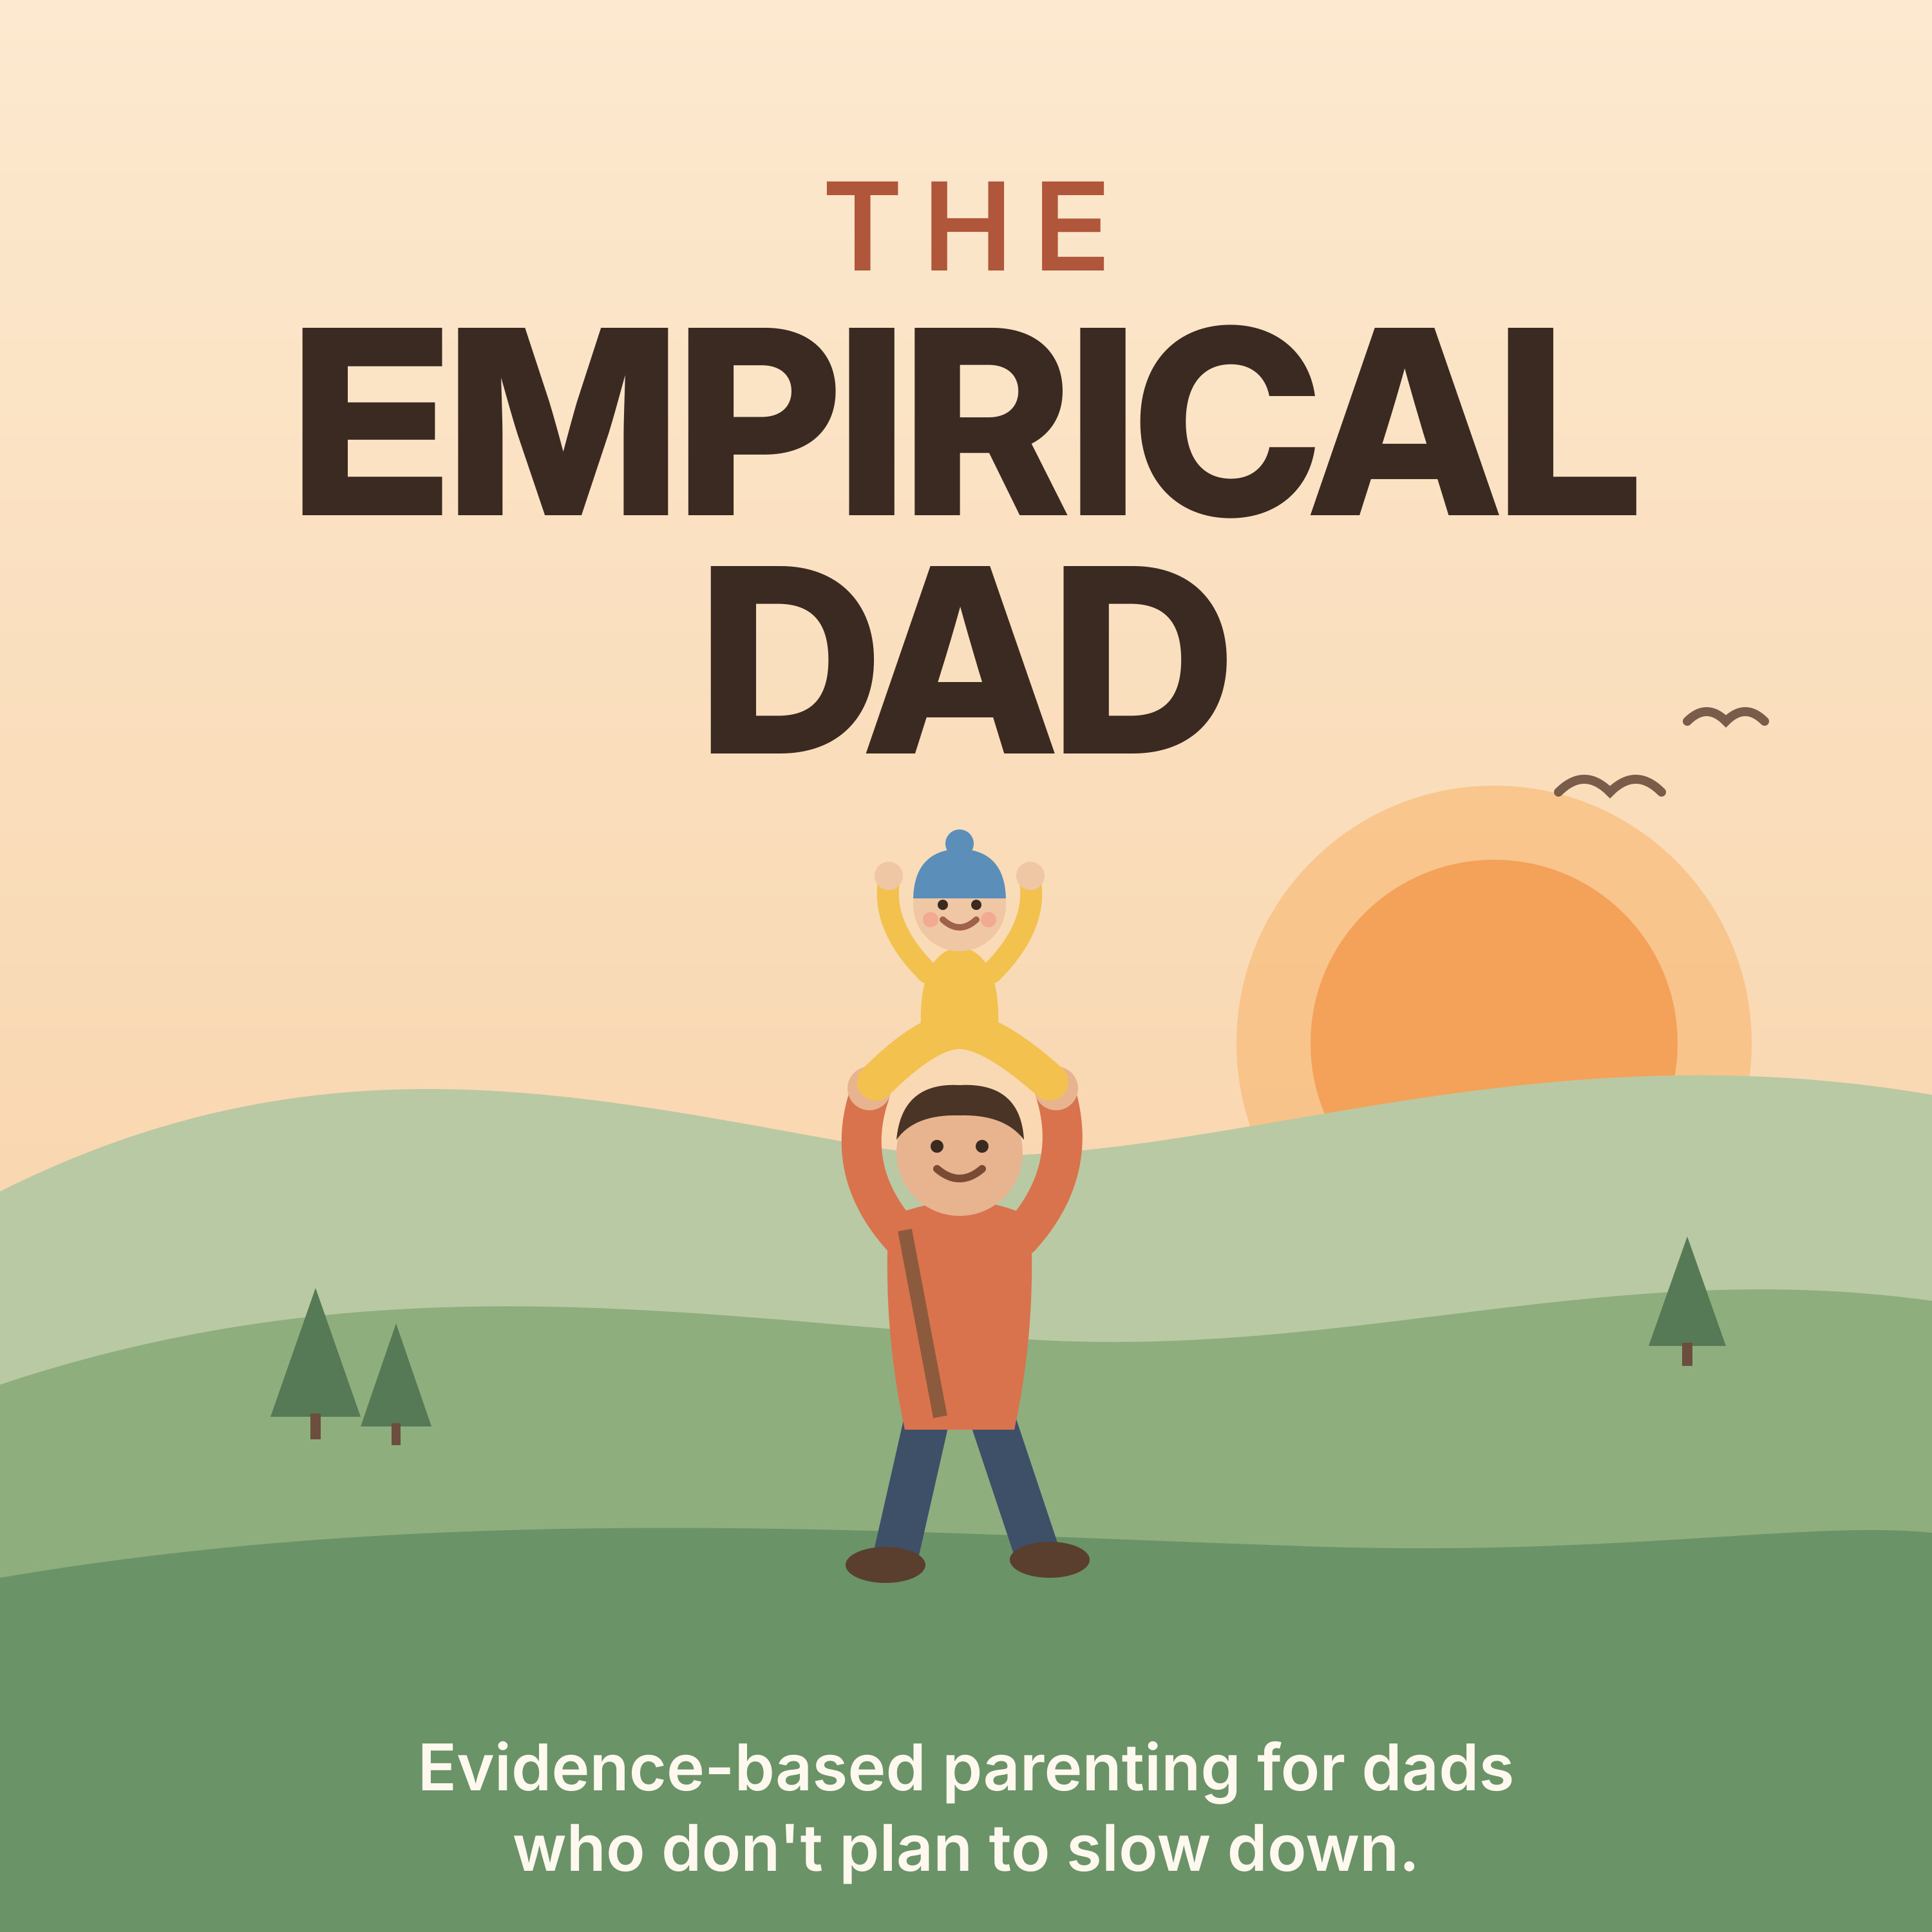 THE
EMPIRICAL
DAD
Evidence-based parenting for dads
who don't plan to slow down.